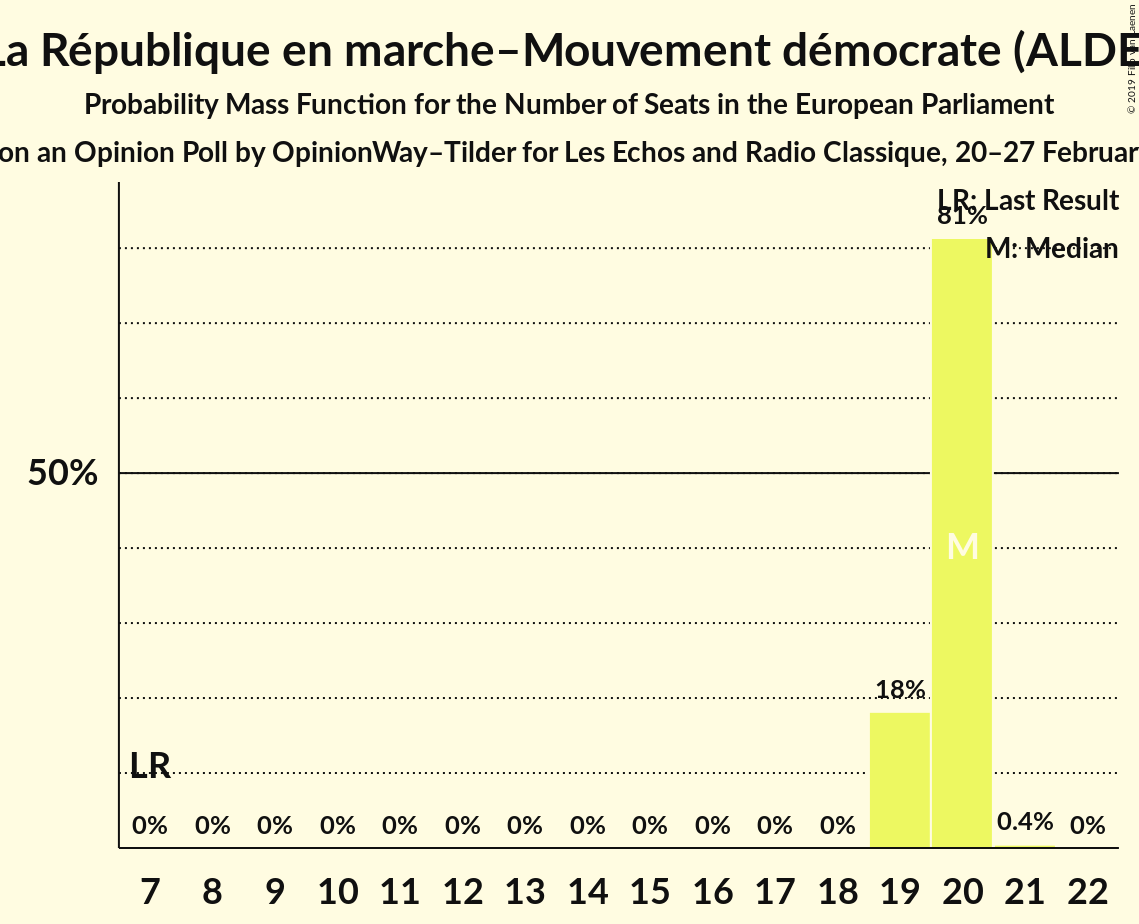 La République en marche–Mouvement démocrate (ALDE
Probability Mass Function for the Number of Seats in the European Parliament
on an Opinion Poll by OpinionWay–Tilder for Les Echos and Radio Classique, 20–27 Februar
LR: Last Result
81%
M: Median
50%
M
18%
LR
0% 0% 0% 0% 0% 0% 0% 0% 0% 0% 0% 0% 0.4% 0%
7 8 9 10 11 12 13 14 15 16 17 18 19 20 21 22
© 2019